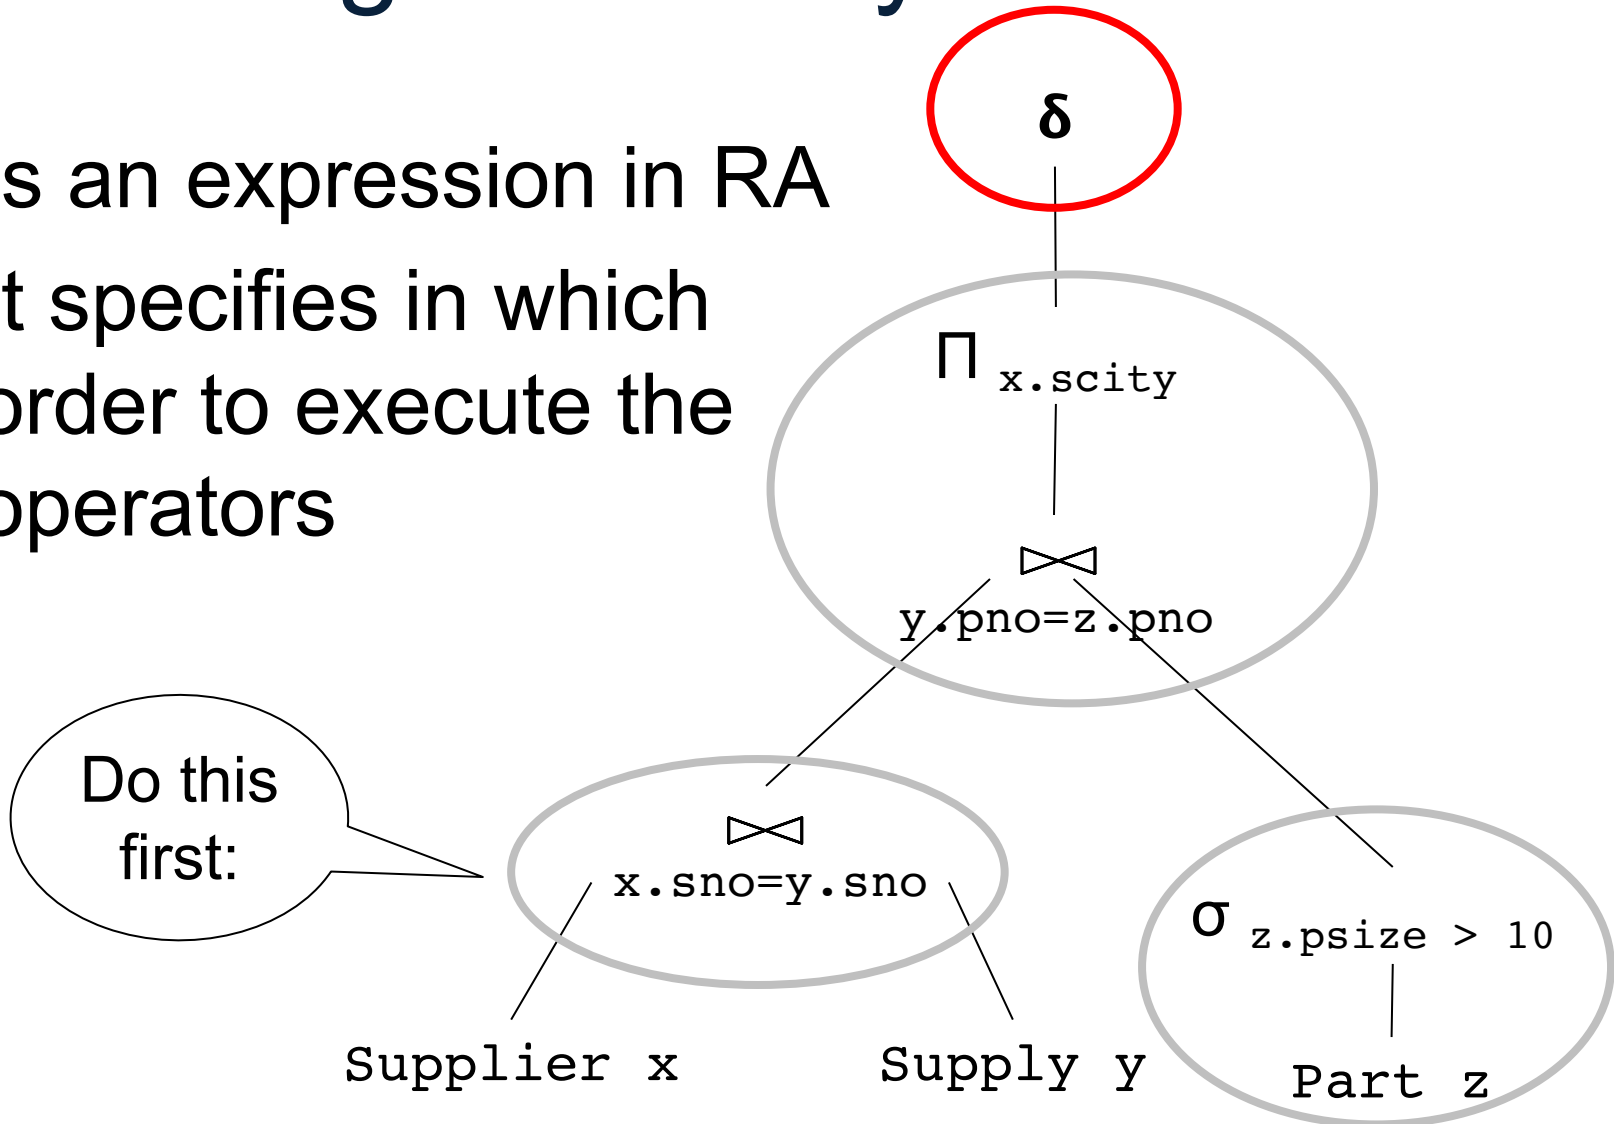 s an expression in RA
t specifies in which
order to execute the
operators
δ
Π x.scity
⋈
y.pno=z.pno
Do this
first:
⋈
x.sno=y.sno
σ z.psize > 10
Supplier x
Supply y
Part z